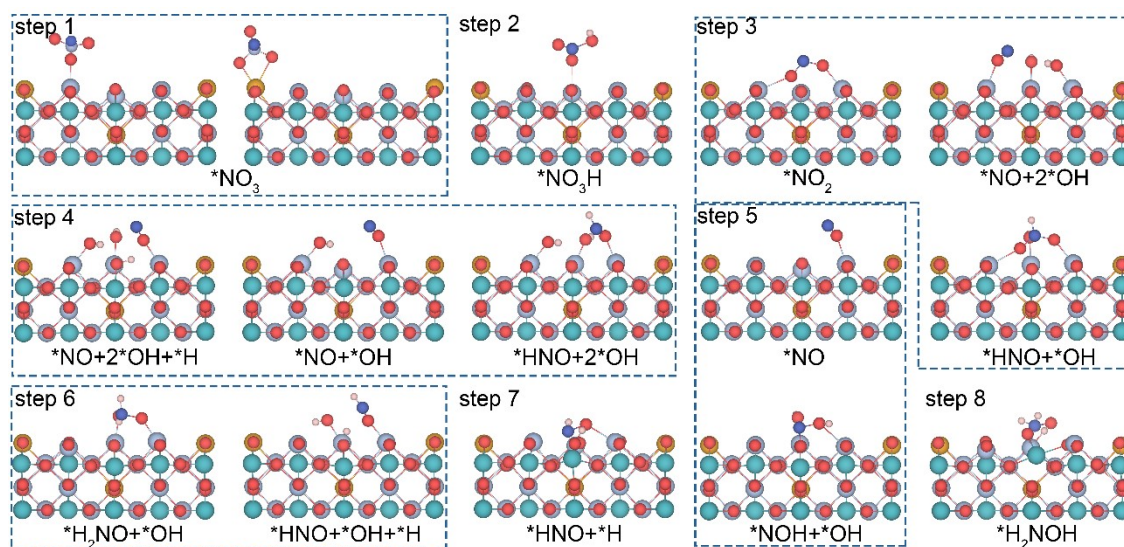 step 1
*NO₃
step 2
*NO₃H
step 3
*NO₂
*NO+2*OH
step 4
*NO+2*OH+*H
*NO+*OH
*HNO+2*OH
step 5
*NO
*HNO+*OH
step 6
*H₂NO+*OH
*HNO+*OH+*H
step 7
*HNO+*H
*NOH+*OH
step 8
*H₂NOH